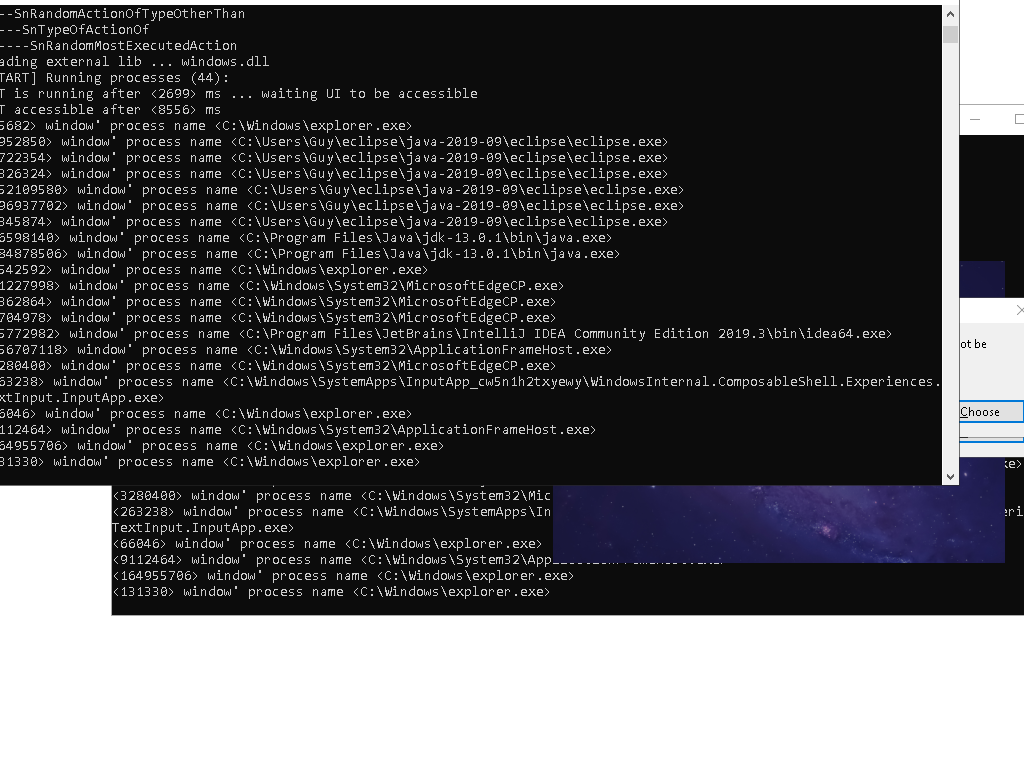 --SnRandomActionOfTypeOtherThan
---SnTypeOfActionOf
----SnRandomMostExecutedAction
ading external lib ... windows.dll
TART] Running processes (44):
T is running after <2699> ms ... waiting UI to be accessible
T accessible after <8556> ms
5682> window' process name <C:\Windows\explorer.exe>
952850> window' process name <C:\Users\Guy\eclipse\java-2019-09\eclipse\eclipse.exe>
722354> window' process name <C:\Users\Guy\eclipse\java-2019-09\eclipse\eclipse.exe>
326324> window' process name <C:\Users\Guy\eclipse\java-2019-09\eclipse\eclipse.exe>
52109580> window' process name <C:\Users\Guy\eclipse\java-2019-09\eclipse\eclipse.exe>
96937702> window' process name <C:\Users\Guy\eclipse\java-2019-09\eclipse\eclipse.exe>
845874> window' process name <C:\Users\Guy\eclipse\java-2019-09\eclipse\eclipse.exe>
6598140> window' process name <C:\Program Files\Java\jdk-13.0.1\bin\java.exe>
84878506> window' process name <C:\Program Files\Java\jdk-13.0.1\bin\java.exe>
542592> window' process name <C:\Windows\explorer.exe>
1227998> window' process name <C:\Windows\System32\MicrosoftEdgeCP.exe>
362864> window' process name <C:\Windows\System32\MicrosoftEdgeCP.exe>
704978> window' process name <C:\Windows\System32\MicrosoftEdgeCP.exe>
5772982> window' process name <C:\Program Files\JetBrains\IntelliJ IDEA Community Edition 2019.3\bin\idea64.exe>
56707118> window' process name <C:\Windows\System32\ApplicationFrameHost.exe>
280400> window' process name <C:\Windows\System32\MicrosoftEdgeCP.exe>
63238> window' process name <C:\Windows\SystemApps\InputApp_cw5n1h2txyewy\WindowsInternal.ComposableShell.Experiences.
xtInput.InputApp.exe>
6046> window' process name <C:\Windows\explorer.exe>
112464> window' process name <C:\Windows\System32\ApplicationFrameHost.exe>
64955706> window' process name <C:\Windows\explorer.exe>
31330> window' process name <C:\Windows\explorer.exe>
ot be
Choose
xe>
<3280400> window' process name <C:\Windows\System32\Mic
<263238> window' process name <C:\Windows\SystemApps\In
eri
TextInput.InputApp.exe>
<66046> window' process name <C:\Windows\explorer.exe>
<9112464> window' process name <C:\Windows\System32\App
<164955706> window' process name <C:\Windows\explorer.exe>
<131330> window' process name <C:\Windows\explorer.exe>